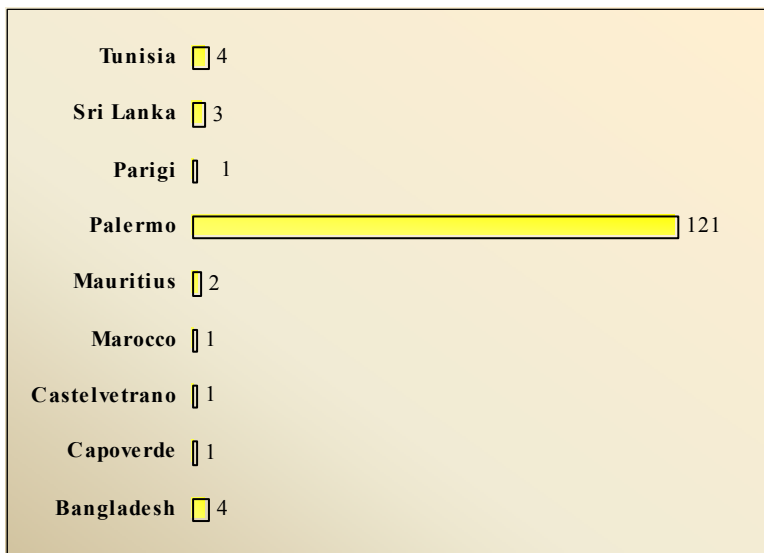 Tunisia 4
Sri Lanka 3
Parigi 1
Palermo 121
Mauritius 2
Marocco 1
Castelvetrano 1
Capoverde 1
Bangladesh 4